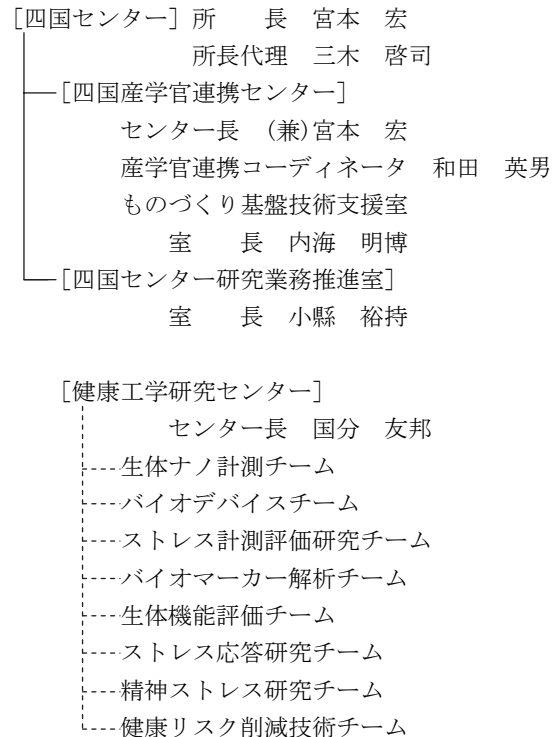 [四国センター] 所　　長　宮本　宏
所長代理　三木　啓司
[四国産学官連携センター]
センター長　(兼)宮本　宏
産学官連携コーディネータ　和田　英男
ものづくり基盤技術支援室
室　　長　内海　明博
[四国センター研究業務推進室]
室　　長　小縣　裕持
[健康工学研究センター]
センター長　国分　友邦
生体ナノ計測チーム
バイオデバイスチーム
ストレス計測評価研究チーム
バイオマーカー解析チーム
生体機能評価チーム
ストレス応答研究チーム
精神ストレス研究チーム
健康リスク削減技術チーム